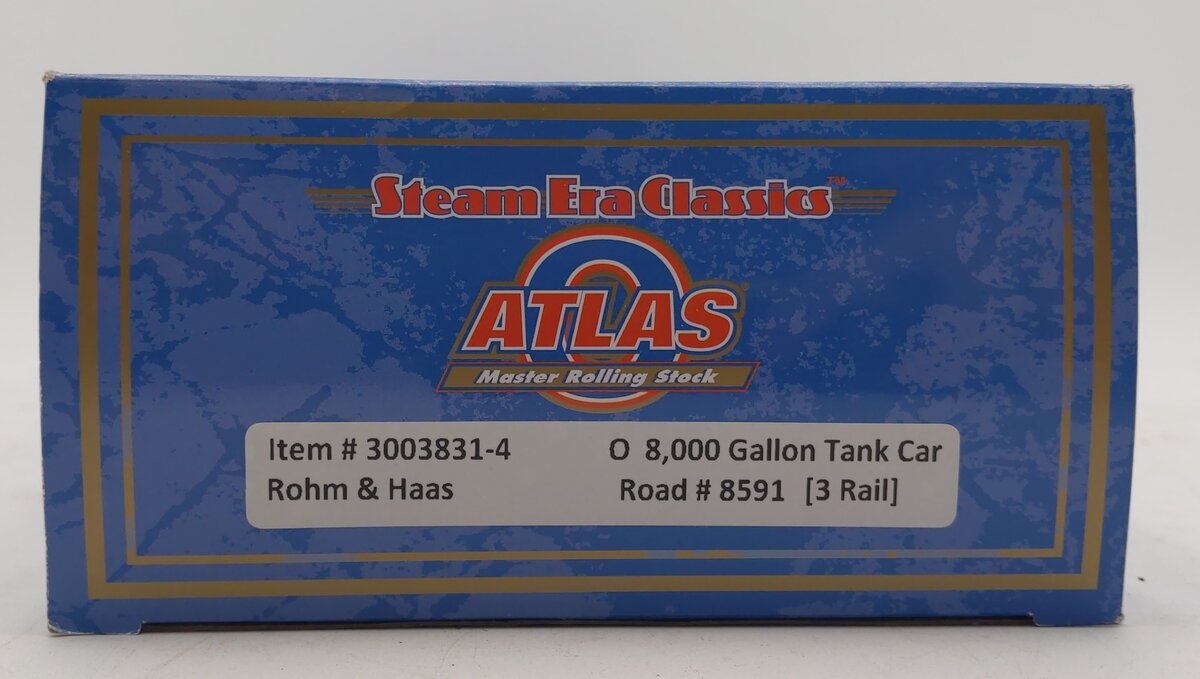 Steam Era Classics™
ATLAS®
O
Master Rolling Stock
Item # 3003831-4 O 8,000 Gallon Tank Car
Rohm & Haas Road # 8591 [3 Rail]